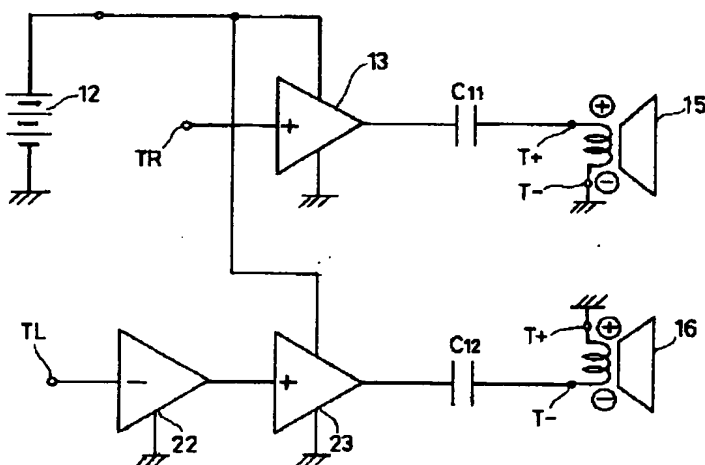 12
13
C11
15
+
TR
+
T+
T-
-
TL
-
22
+
23
C12
T+
+
16
T-
-